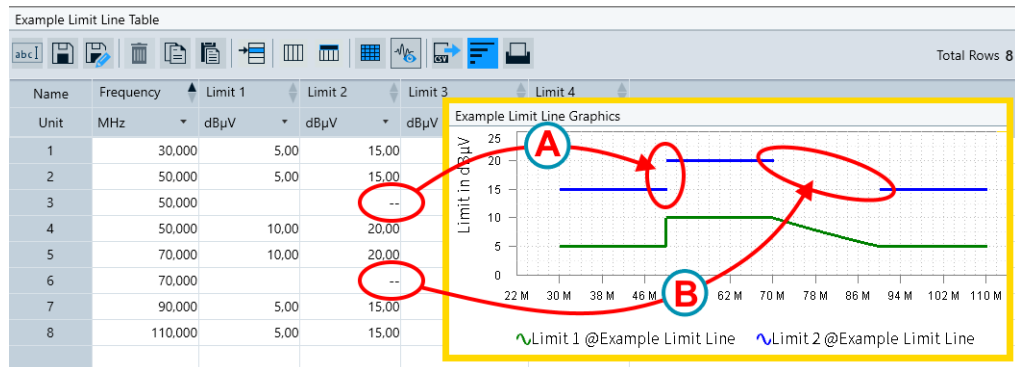 Example Limit Line Table
abc
CSV
Total Rows 8
Name Frequency Limit 1 Limit 2 Limit 3 Limit 4
Unit MHz dBµV dBµV dBµV
1 30,000 5,00 15,00
2 50,000 5,00 15,00
3 50,000 --
4 50,000 10,00 20,00
5 70,000 10,00 20,00
6 70,000 --
7 90,000 5,00 15,00
8 110,000 5,00 15,00
Example Limit Line Graphics
Limit in dBµV
25
20
15
10
5
0
22 M 30 M 38 M 46 M 62 M 70 M 78 M 86 M 94 M 102 M 110 M
A
B
Limit 1 @Example Limit Line Limit 2 @Example Limit Line